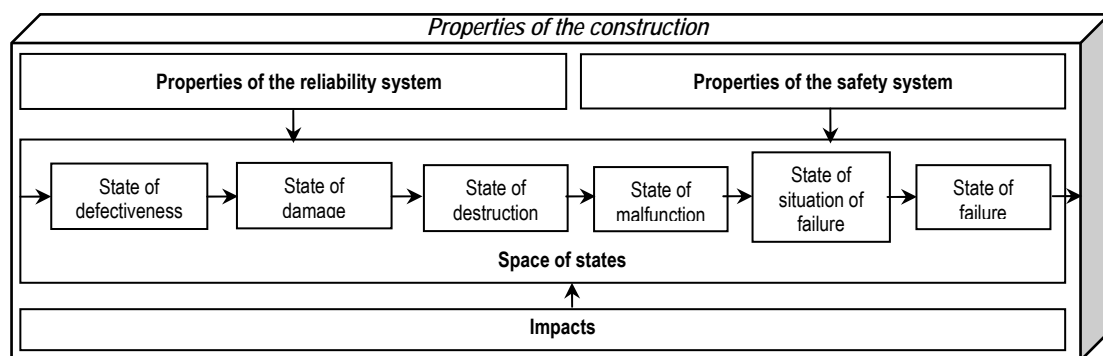 Properties of the construction
Properties of the reliability system
Properties of the safety system
State of
defectiveness
State of
damage
State of
destruction
State of
malfunction
State of
situation of
failure
State of
failure
Space of states
Impacts